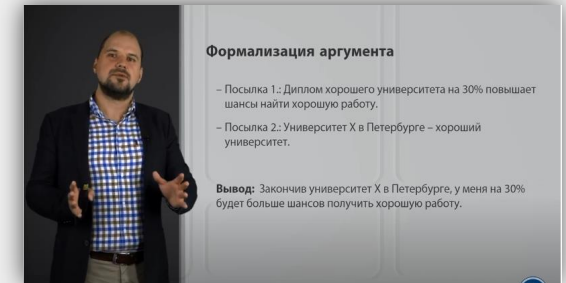 Формализация аргумента
– Посылка 1.: Диплом хорошего университета на 30% повышает
шансы найти хорошую работу.
– Посылка 2.: Университет X в Петербурге – хороший
университет.
Вывод: Закончив университет X в Петербурге, у меня на 30%
будет больше шансов получить хорошую работу.